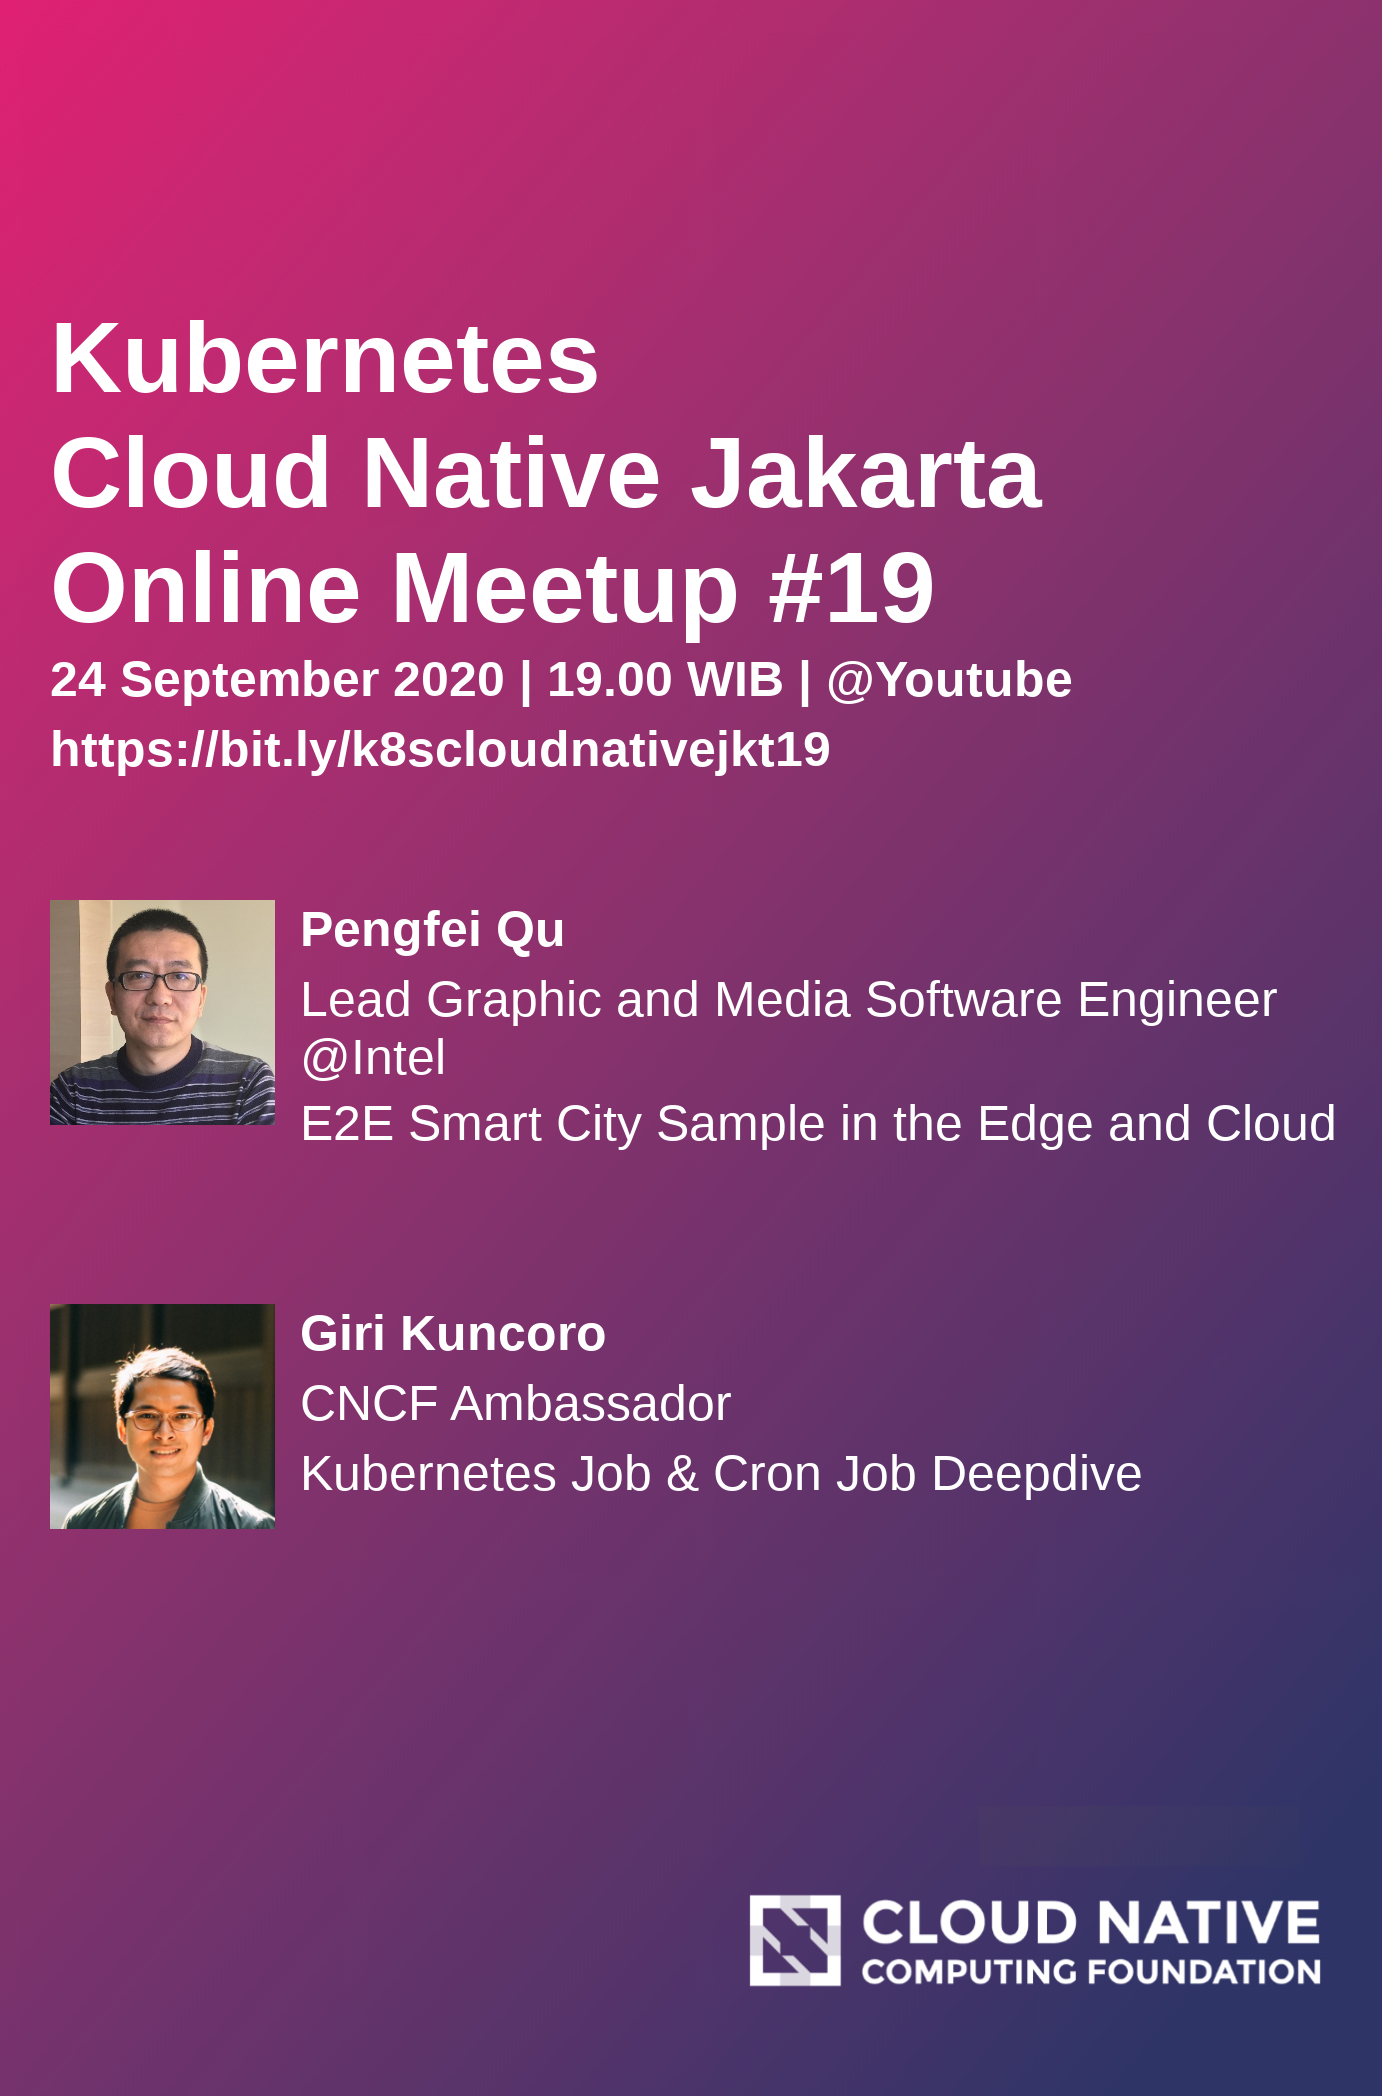 Kubernetes
Cloud Native Jakarta
Online Meetup #19
24 September 2020 | 19.00 WIB | @Youtube
https://bit.ly/k8scloudnativejkt19
Pengfei Qu
Lead Graphic and Media Software Engineer
@Intel
E2E Smart City Sample in the Edge and Cloud
Giri Kuncoro
CNCF Ambassador
Kubernetes Job & Cron Job Deepdive
CLOUD NATIVE
COMPUTING FOUNDATION